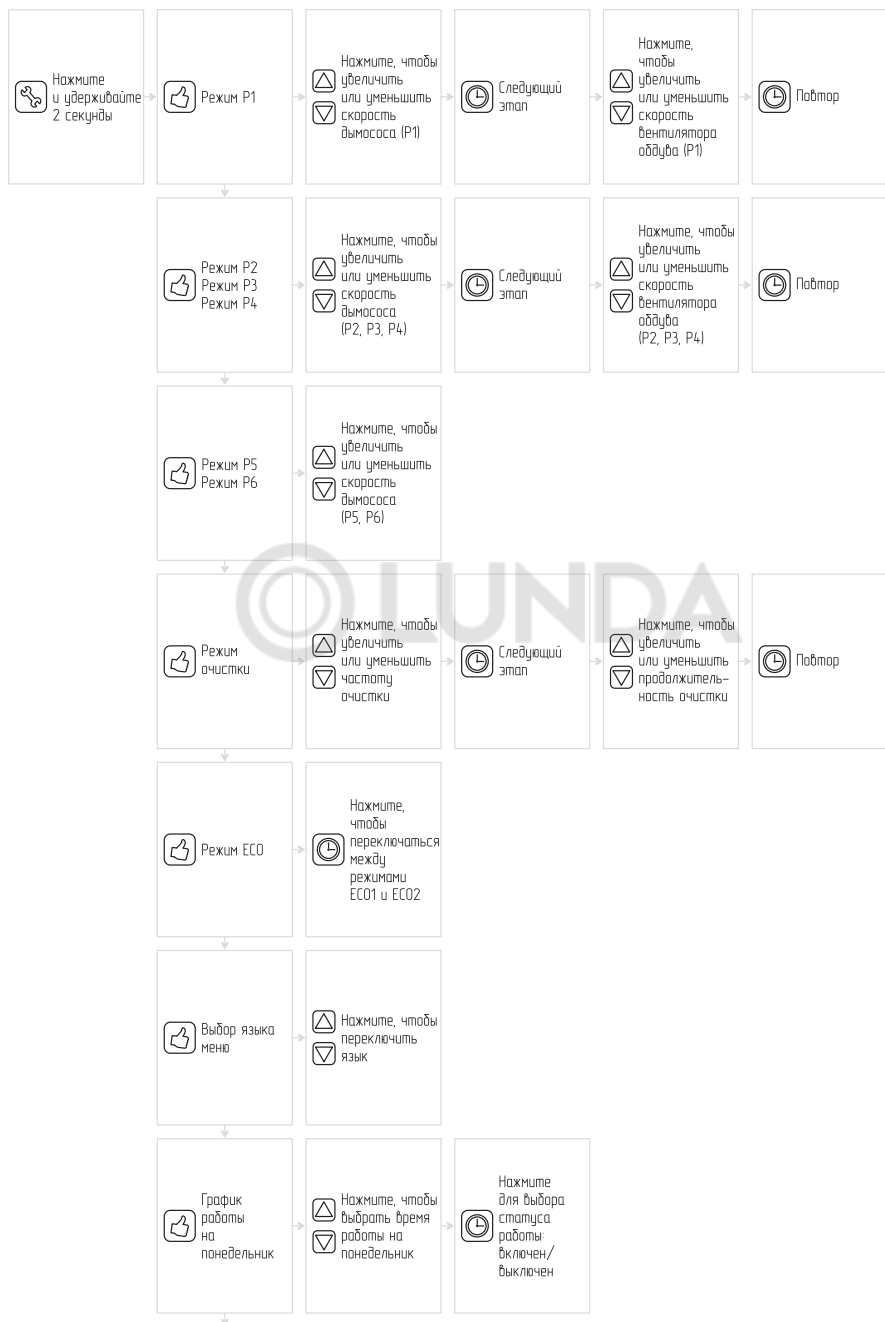 Нажмите
и удерживайте
2 секунды
Режим P1
Нажмите, чтобы
увеличить
или уменьшить
скорость
дымососа (P1)
Следующий
этап
Нажмите,
чтобы
увеличить
или уменьшить
скорость
вентилятора
обдува (P1)
Повтор
Режим P2
Режим P3
Режим P4
Нажмите, чтобы
увеличить
или уменьшить
скорость
дымососа
(P2, P3, P4)
Следующий
этап
Нажмите, чтобы
увеличить
или уменьшить
скорость
вентилятора
обдува
(P2, P3, P4)
Повтор
Режим P5
Режим P6
Нажмите, чтобы
увеличить
или уменьшить
скорость
дымососа
(P5, P6)
LUNDA
Режим
очистки
Нажмите, чтобы
увеличить
или уменьшить
частоту
очистки
Следующий
этап
Нажмите, чтобы
увеличить
или уменьшить
продолжитель-
ность очистки
Повтор
Режим ECO
Нажмите,
чтобы
переключаться
между
режимами
ECO1 и ECO2
Выбор языка
меню
Нажмите, чтобы
переключить
язык
График
работы
на
понедельник
Нажмите, чтобы
выбрать время
работы на
понедельник
Нажмите
для выбора
статуса
работы:
включен/
выключен